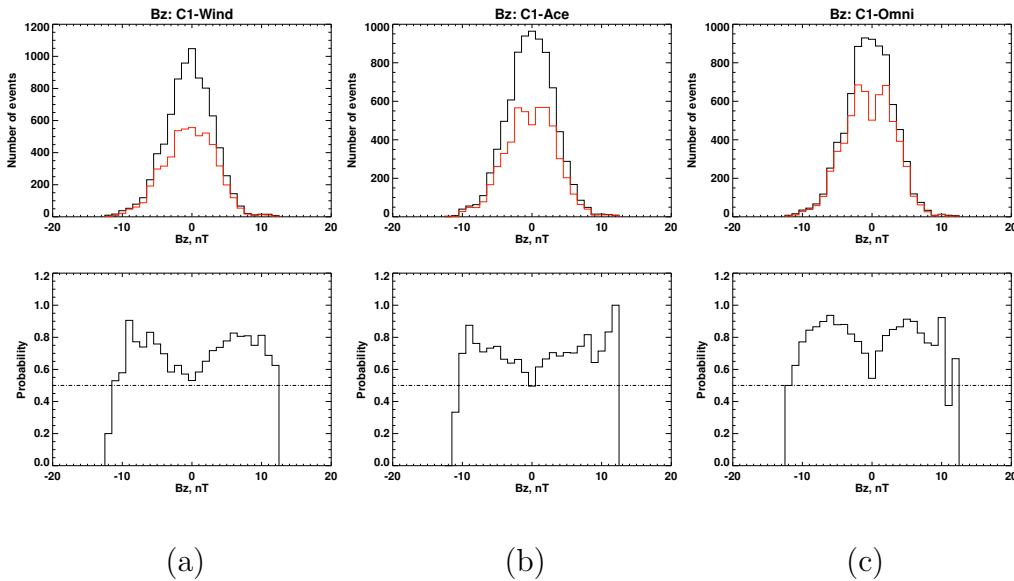 Bz: C1-Wind
Number of events
1200
1000
800
600
400
200
0
-20 -10 0 10 20
Bz, nT
Bz: C1-Ace
Number of events
1000
800
600
400
200
0
-20 -10 0 10 20
Bz, nT
Bz: C1-Omni
Number of events
1000
800
600
400
200
0
-20 -10 0 10 20
Bz, nT
Probability
1.2
1.0
0.8
0.6
0.4
0.2
0.0
-20 -10 0 10 20
Bz, nT
Probability
1.2
1.0
0.8
0.6
0.4
0.2
0.0
-20 -10 0 10 20
Bz, nT
Probability
1.2
1.0
0.8
0.6
0.4
0.2
0.0
-20 -10 0 10 20
Bz, nT
(a) (b) (c)